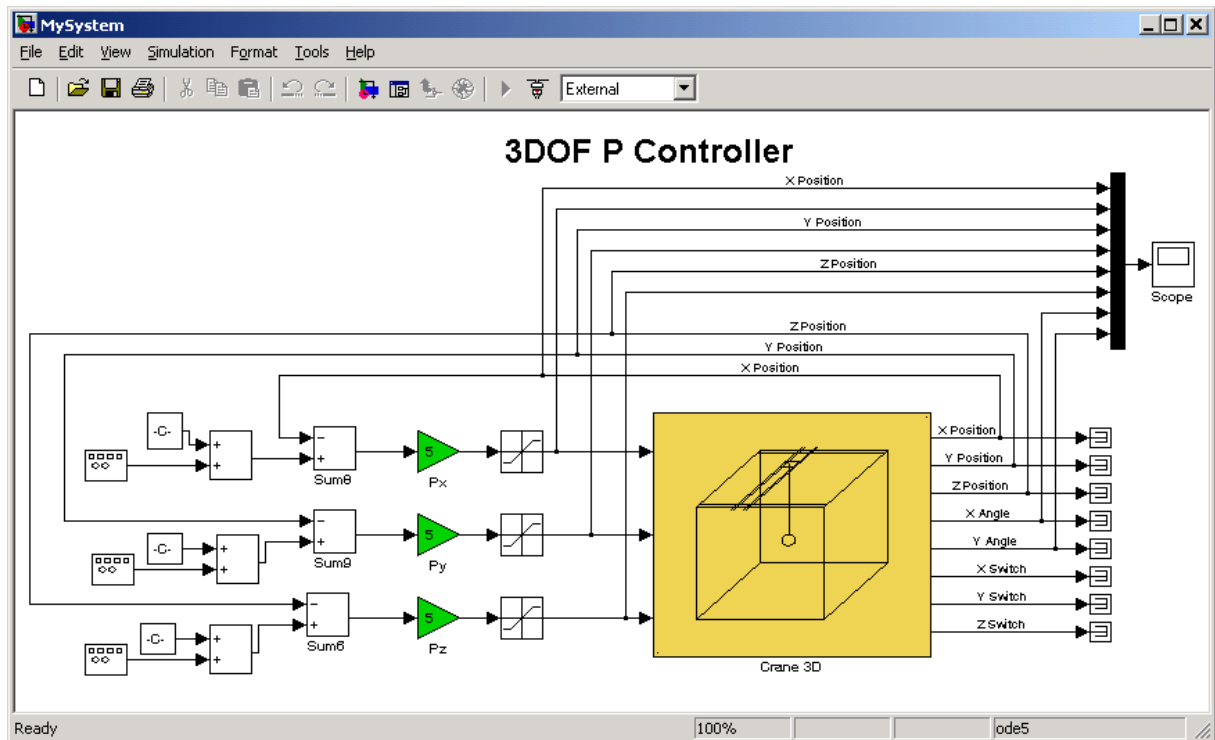 MySystem
File Edit View Simulation Format Tools Help
External
3DOF P Controller
X Position
Y Position
Z Position
Scope
Z Position
Y Position
X Position
-C-
+
+
-
+
Sum8
5
Px
-C-
+
+
-
+
Sum9
5
Py
-C-
+
+
-
+
Sum6
5
Pz
Crane 3D
X Position
Y Position
Z Position
X Angle
Y Angle
X Switch
Y Switch
Z Switch
Ready 100% ode5